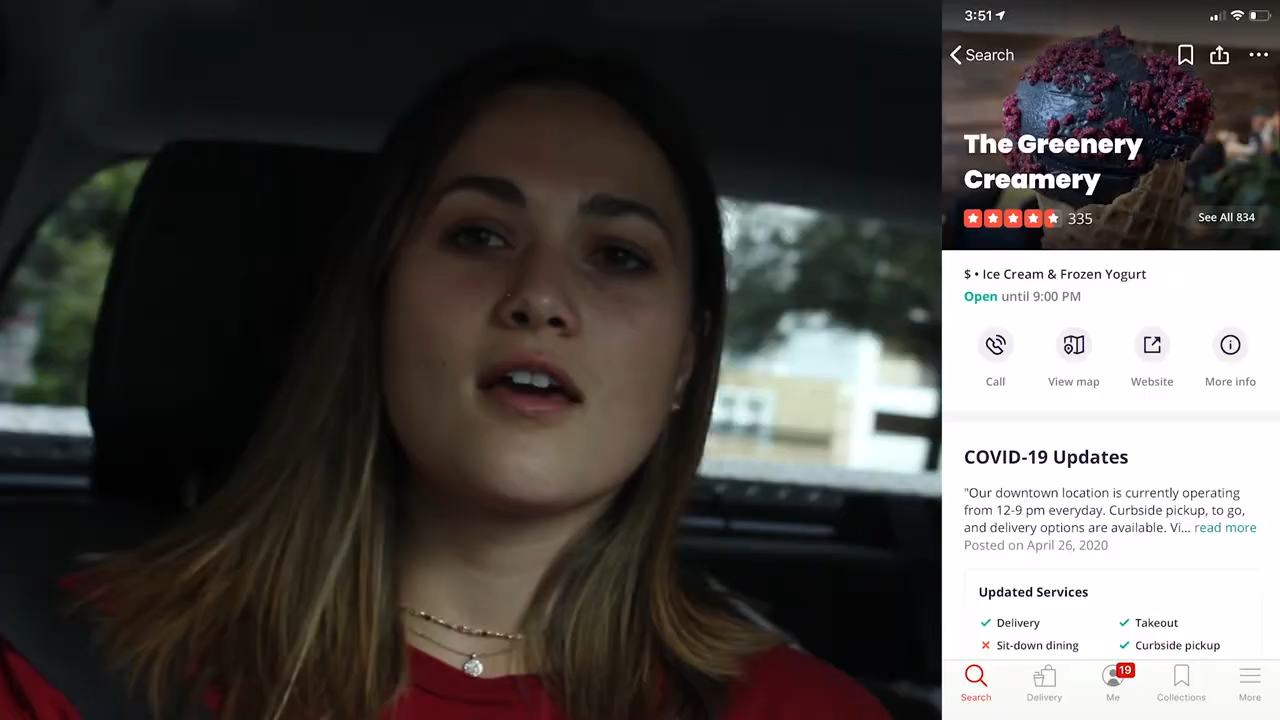 3:51
Search
The Greenery
Creamery
335
See All 834
$ • Ice Cream & Frozen Yogurt
Open until 9:00 PM
Call
View map
Website
More info
COVID-19 Updates
"Our downtown location is currently operating
from 12-9 pm everyday. Curbside pickup, to go,
and delivery options are available. Vi... read more
Posted on April 26, 2020
Updated Services
Delivery
Takeout
Sit-down dining
Curbside pickup
19
Search
Delivery
Me
Collections
More